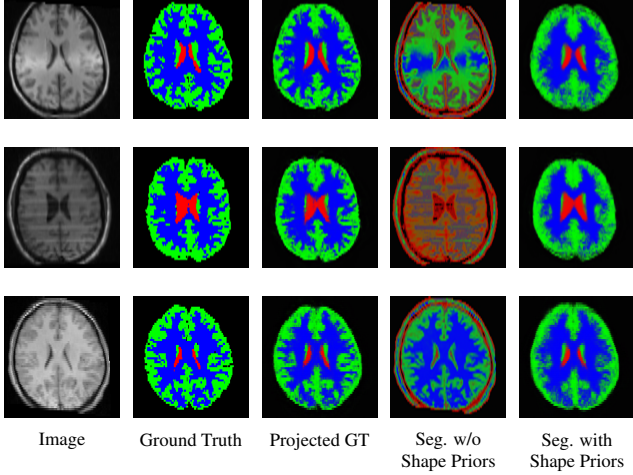 Image
Ground Truth
Projected GT
Seg. w/o
Shape Priors
Seg. with
Shape Priors